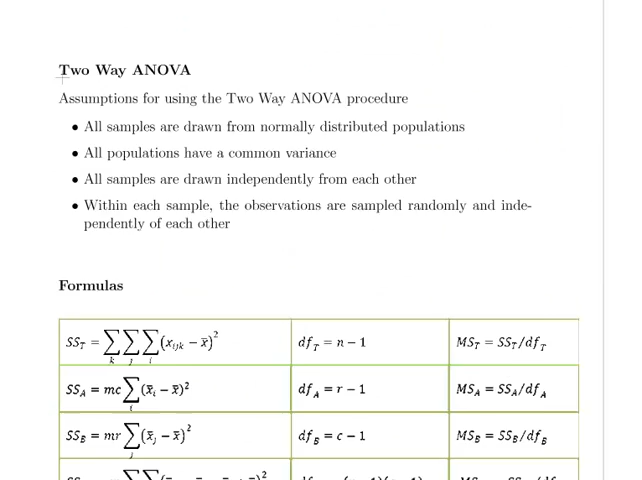 Two Way ANOVA
Assumptions for using the Two Way ANOVA procedure
• All samples are drawn from normally distributed populations
• All populations have a common variance
• All samples are drawn independently from each other
• Within each sample, the observations are sampled randomly and inde-
pendently of each other
Formulas
SS_T = ∑_k ∑_j ∑_i (x_ijk − x̄)² df_T = n − 1 MS_T = SS_T/df_T
SS_A = mc ∑_i (x̄_i − x̄)² df_A = r − 1 MS_A = SS_A/df_A
SS_B = mr ∑_j (x̄_j − x̄)² df_B = c − 1 MS_B = SS_B/df_B